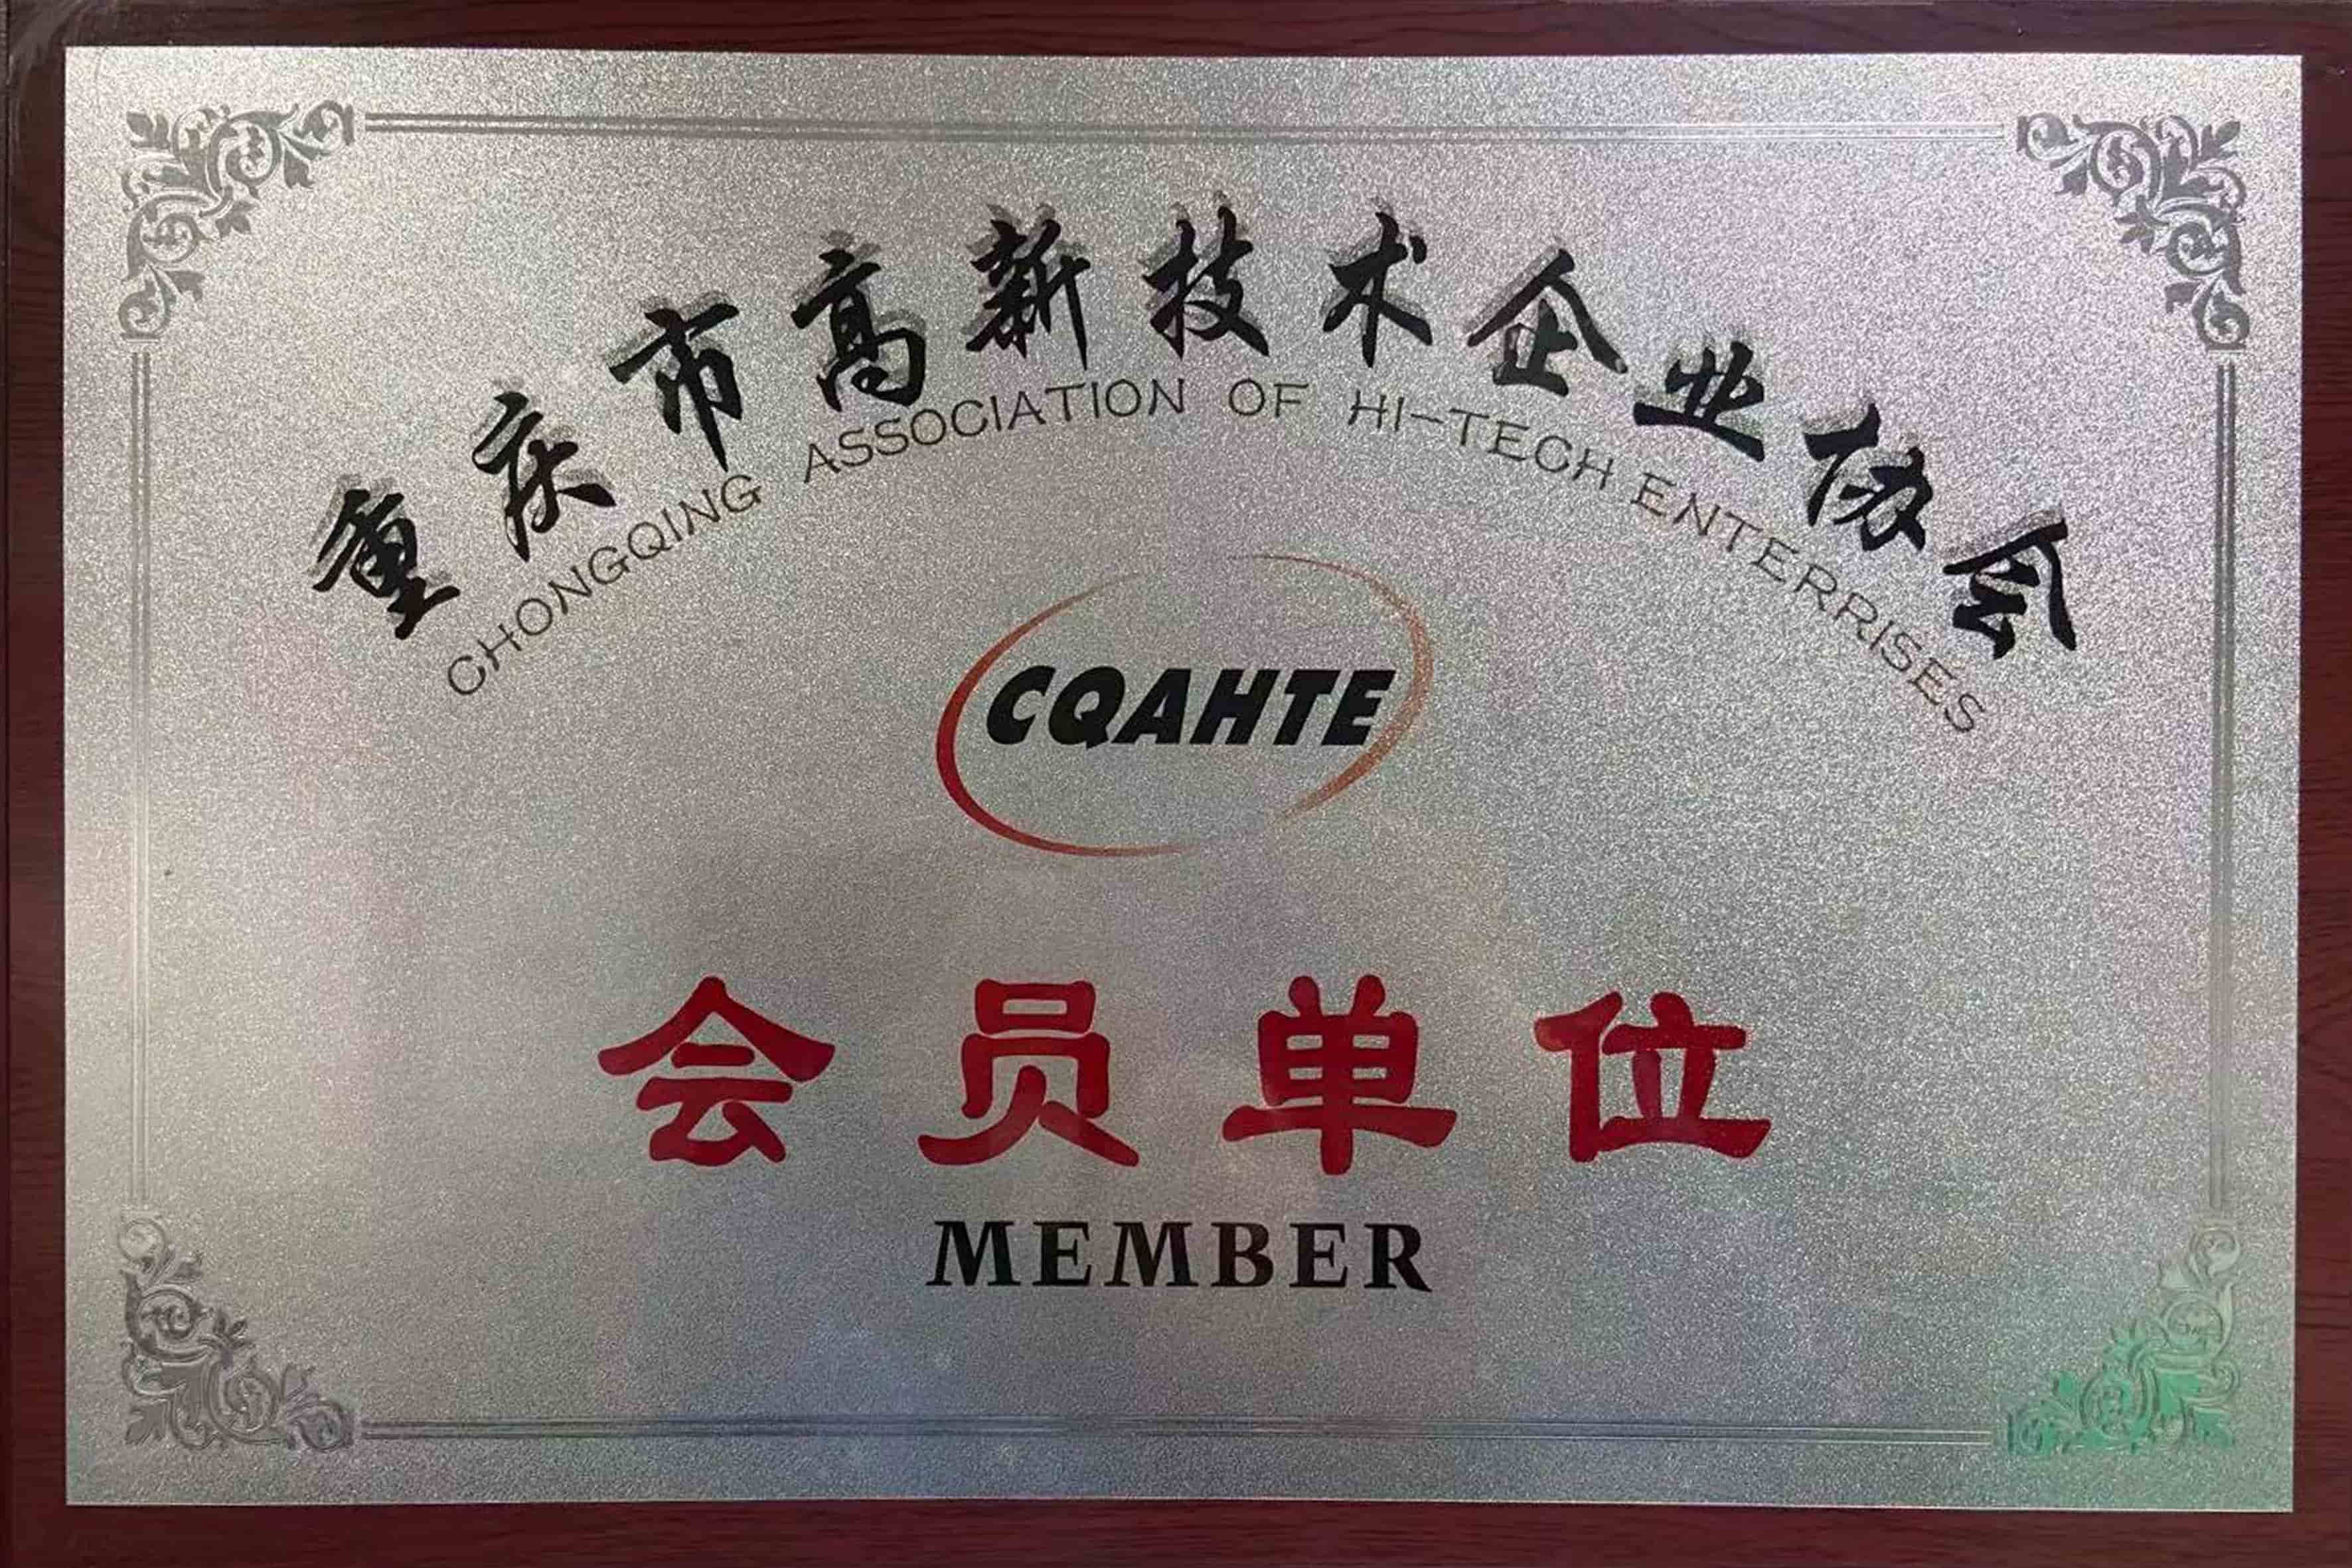 重庆市高新技术企业协会
CHONGQING ASSOCIATION OF HI-TECH ENTERRISES
CQAHTE
会员单位
MEMBER